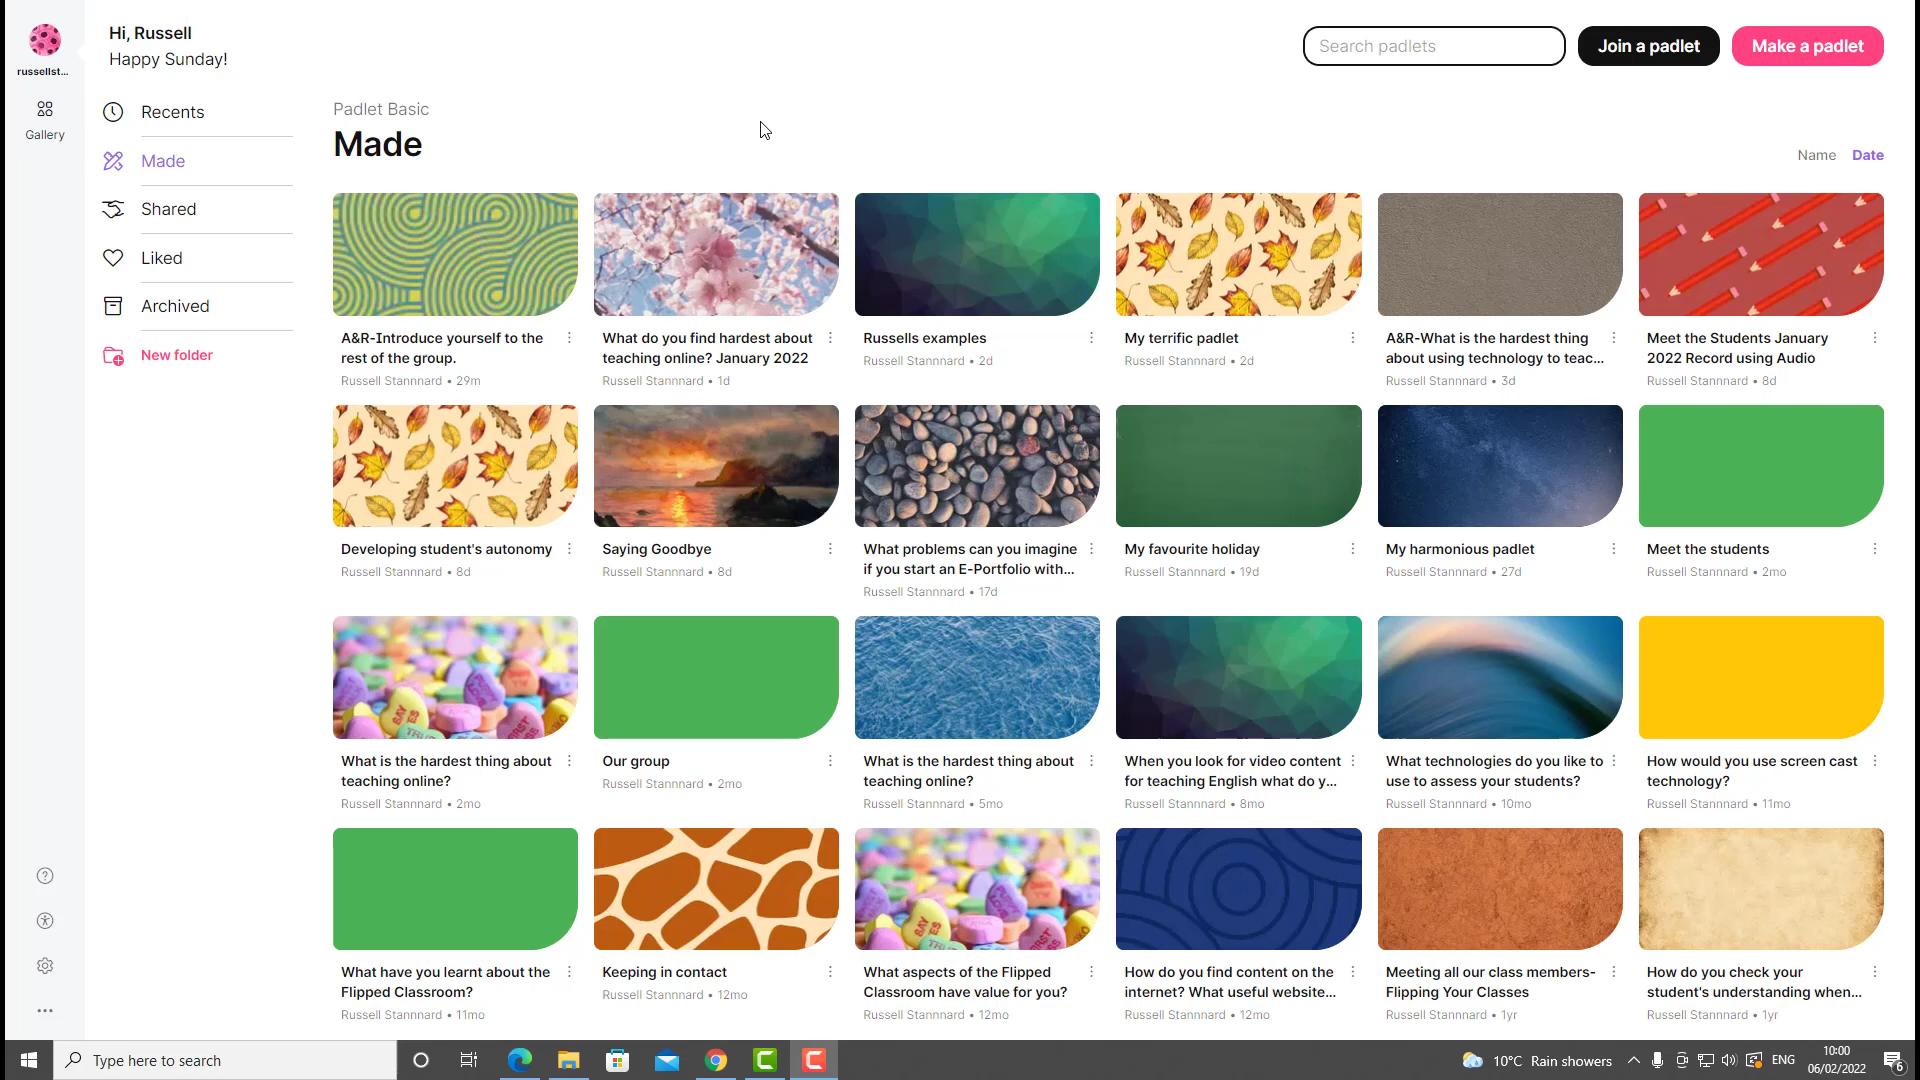 Hi, Russell
Happy Sunday!
russellst...
Gallery
Search padlets
Join a padlet
Make a padlet
Recents
Made
Shared
Liked
Archived
New folder
Padlet Basic
Made
Name
Date
A&R-Introduce yourself to the
rest of the group.
Russell Stannnard • 29m
What do you find hardest about
teaching online? January 2022
Russell Stannnard • 1d
Russells examples
Russell Stannnard • 2d
My terrific padlet
Russell Stannnard • 2d
A&R-What is the hardest thing
about using technology to teac...
Russell Stannnard • 3d
Meet the Students January
2022 Record using Audio
Russell Stannnard • 8d
Developing student's autonomy
Russell Stannnard • 8d
Saying Goodbye
Russell Stannnard • 8d
What problems can you imagine
if you start an E-Portfolio with...
Russell Stannnard • 17d
My favourite holiday
Russell Stannnard • 19d
My harmonious padlet
Russell Stannnard • 27d
Meet the students
Russell Stannnard • 2mo
What is the hardest thing about
teaching online?
Russell Stannnard • 2mo
Our group
Russell Stannnard • 2mo
What is the hardest thing about
teaching online?
Russell Stannnard • 5mo
When you look for video content
for teaching English what do y...
Russell Stannnard • 8mo
What technologies do you like to
use to assess your students?
Russell Stannnard • 10mo
How would you use screen cast
technology?
Russell Stannnard • 11mo
What have you learnt about the
Flipped Classroom?
Russell Stannnard • 11mo
Keeping in contact
Russell Stannnard • 12mo
What aspects of the Flipped
Classroom have value for you?
Russell Stannnard • 12mo
How do you find content on the
internet? What useful website...
Russell Stannnard • 12mo
Meeting all our class members-
Flipping Your Classes
Russell Stannnard • 1yr
How do you check your
student's understanding when...
Russell Stannnard • 1yr
Type here to search
10°C Rain showers
ENG
10:00
06/02/2022
6